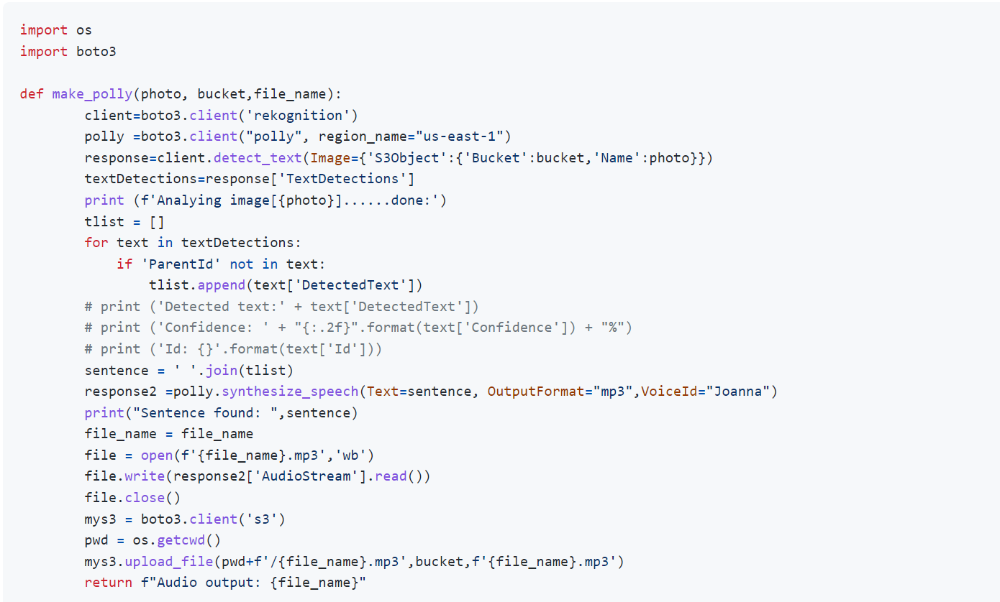 import os
import boto3

def make_polly(photo, bucket,file_name):
        client=boto3.client('rekognition')
        polly =boto3.client("polly", region_name="us-east-1")
        response=client.detect_text(Image={'S3Object':{'Bucket':bucket,'Name':photo}})
        textDetections=response['TextDetections']
        print (f'Analying image[{photo}]......done:')
        tlist = []
        for text in textDetections:
            if 'ParentId' not in text:
                tlist.append(text['DetectedText'])
        # print ('Detected text:' + text['DetectedText'])
        # print ('Confidence: ' + "{:.2f}".format(text['Confidence']) + "%")
        # print ('Id: {}'.format(text['Id']))
        sentence = ' '.join(tlist)
        response2 =polly.synthesize_speech(Text=sentence, OutputFormat="mp3",VoiceId="Joanna")
        print("Sentence found: ",sentence)
        file_name = file_name
        file = open(f'{file_name}.mp3','wb')
        file.write(response2['AudioStream'].read())
        file.close()
        mys3 = boto3.client('s3')
        pwd = os.getcwd()
        mys3.upload_file(pwd+f'/{file_name}.mp3',bucket,f'{file_name}.mp3')
        return f"Audio output: {file_name}"